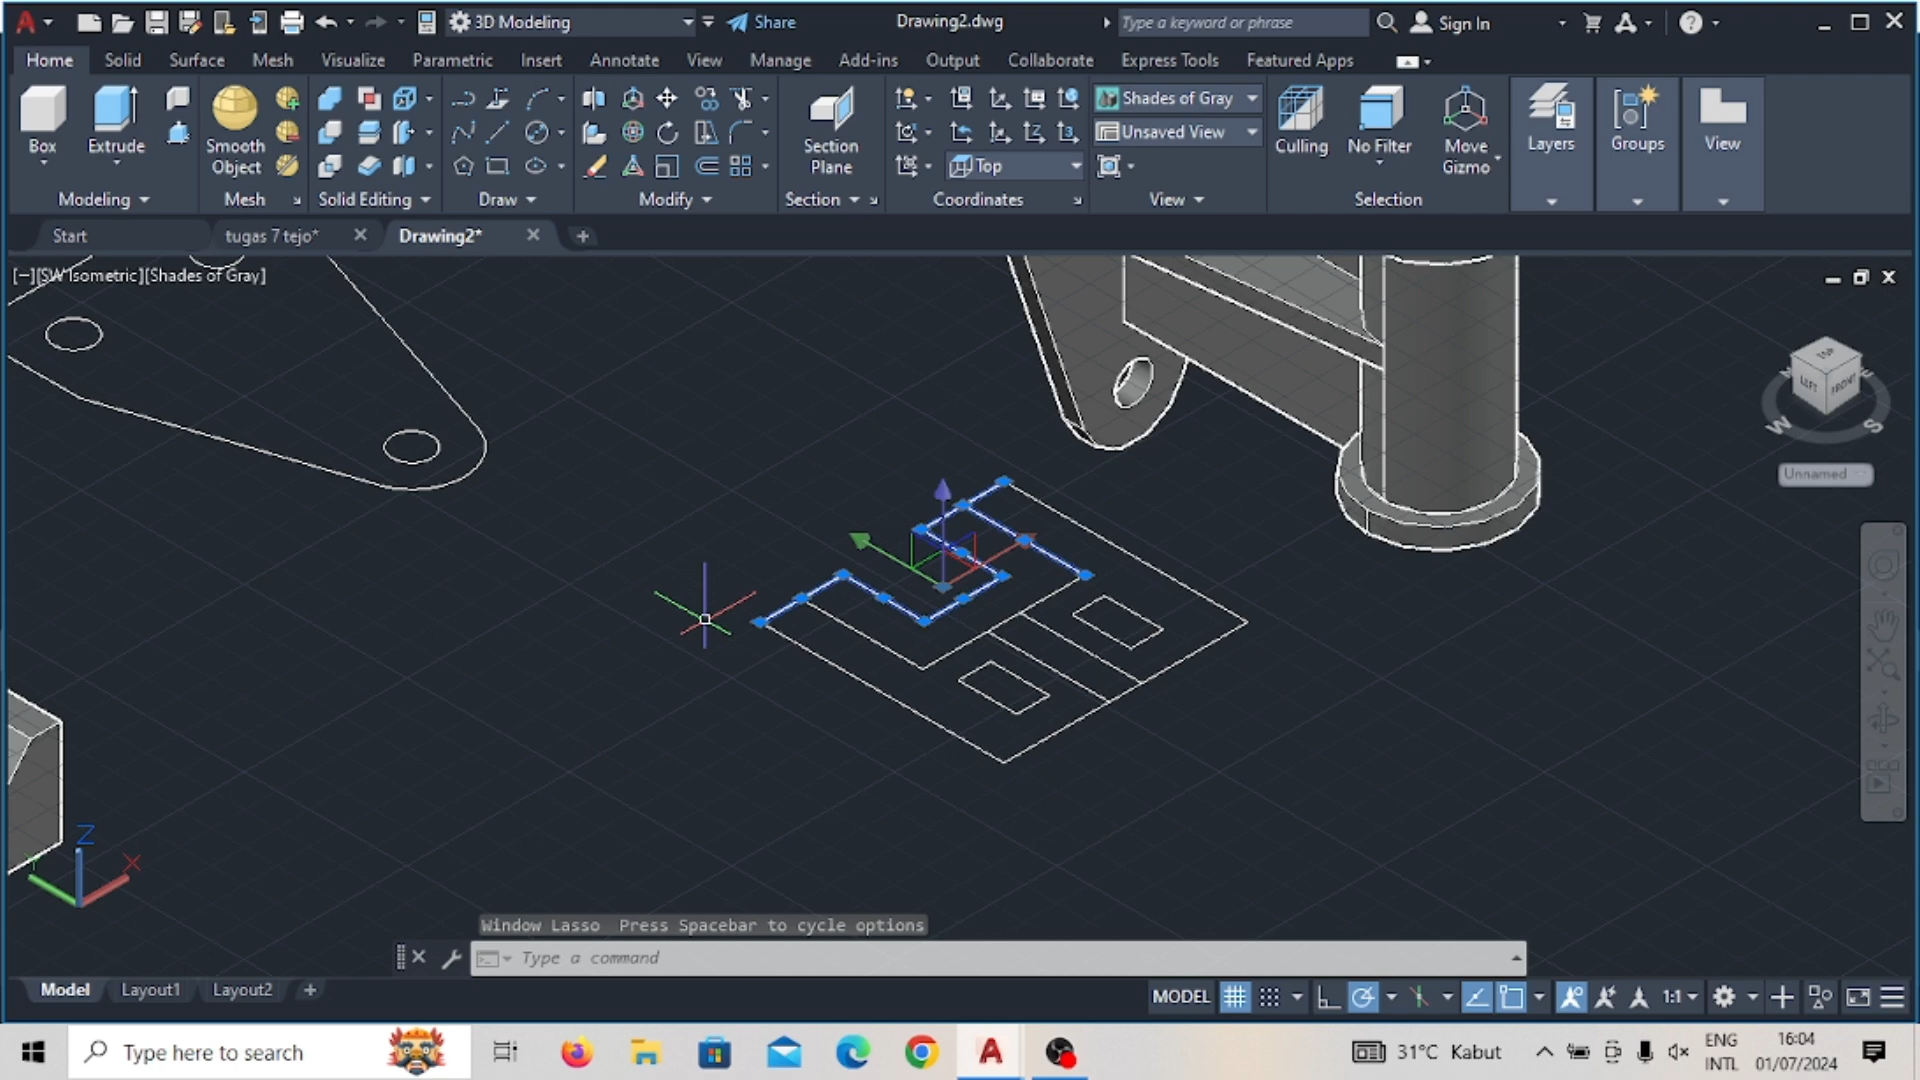 3D Modeling
Share
Drawing2.dwg
Type a keyword or phrase
Sign In
Home Solid Surface Mesh Visualize Parametric Insert Annotate View Manage Add-ins Output Collaborate Express Tools Featured Apps
Box
Extrude
Smooth Object
Section Plane
Top
Shades of Gray
Unsaved View
Culling
No Filter
Move Gizmo
Layers
Groups
View
Modeling
Mesh
Solid Editing
Draw
Modify
Section
Coordinates
View
Selection
Start
tugas 7 tejo*
Drawing2*
[−][SW Isometric][Shades of Gray]
TOP
LEFT
FRONT
W
S
Unnamed
Z
X
Y
Window Lasso  Press Spacebar to cycle options
Type a command
Model
Layout1
Layout2
MODEL
1:1
Type here to search
31°C Kabut
ENG
INTL
16:04
01/07/2024